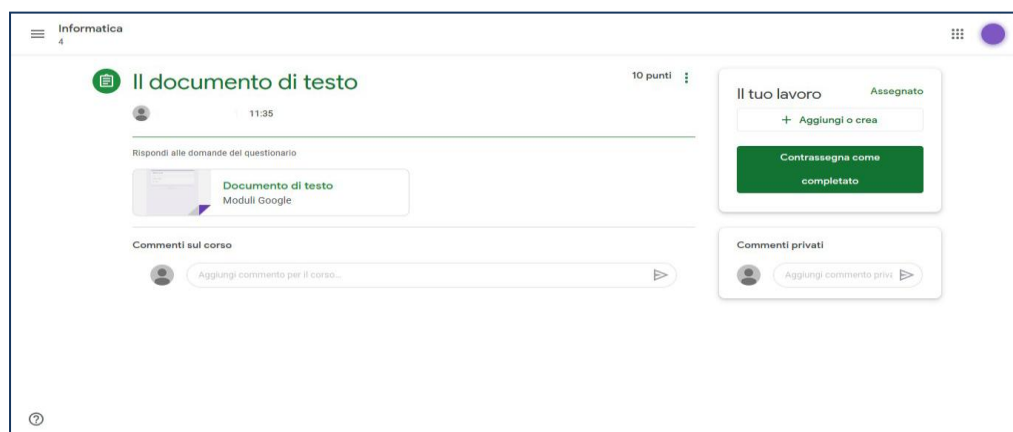 Informatica
4
Il documento di testo
10 punti
11:35
Rispondi alle domande del questionario
Documento di testo
Moduli Google
Commenti sul corso
Aggiungi commento per il corso...
Il tuo lavoro
Assegnato
+ Aggiungi o crea
Contrassegna come
completato
Commenti privati
Aggiungi commento priv